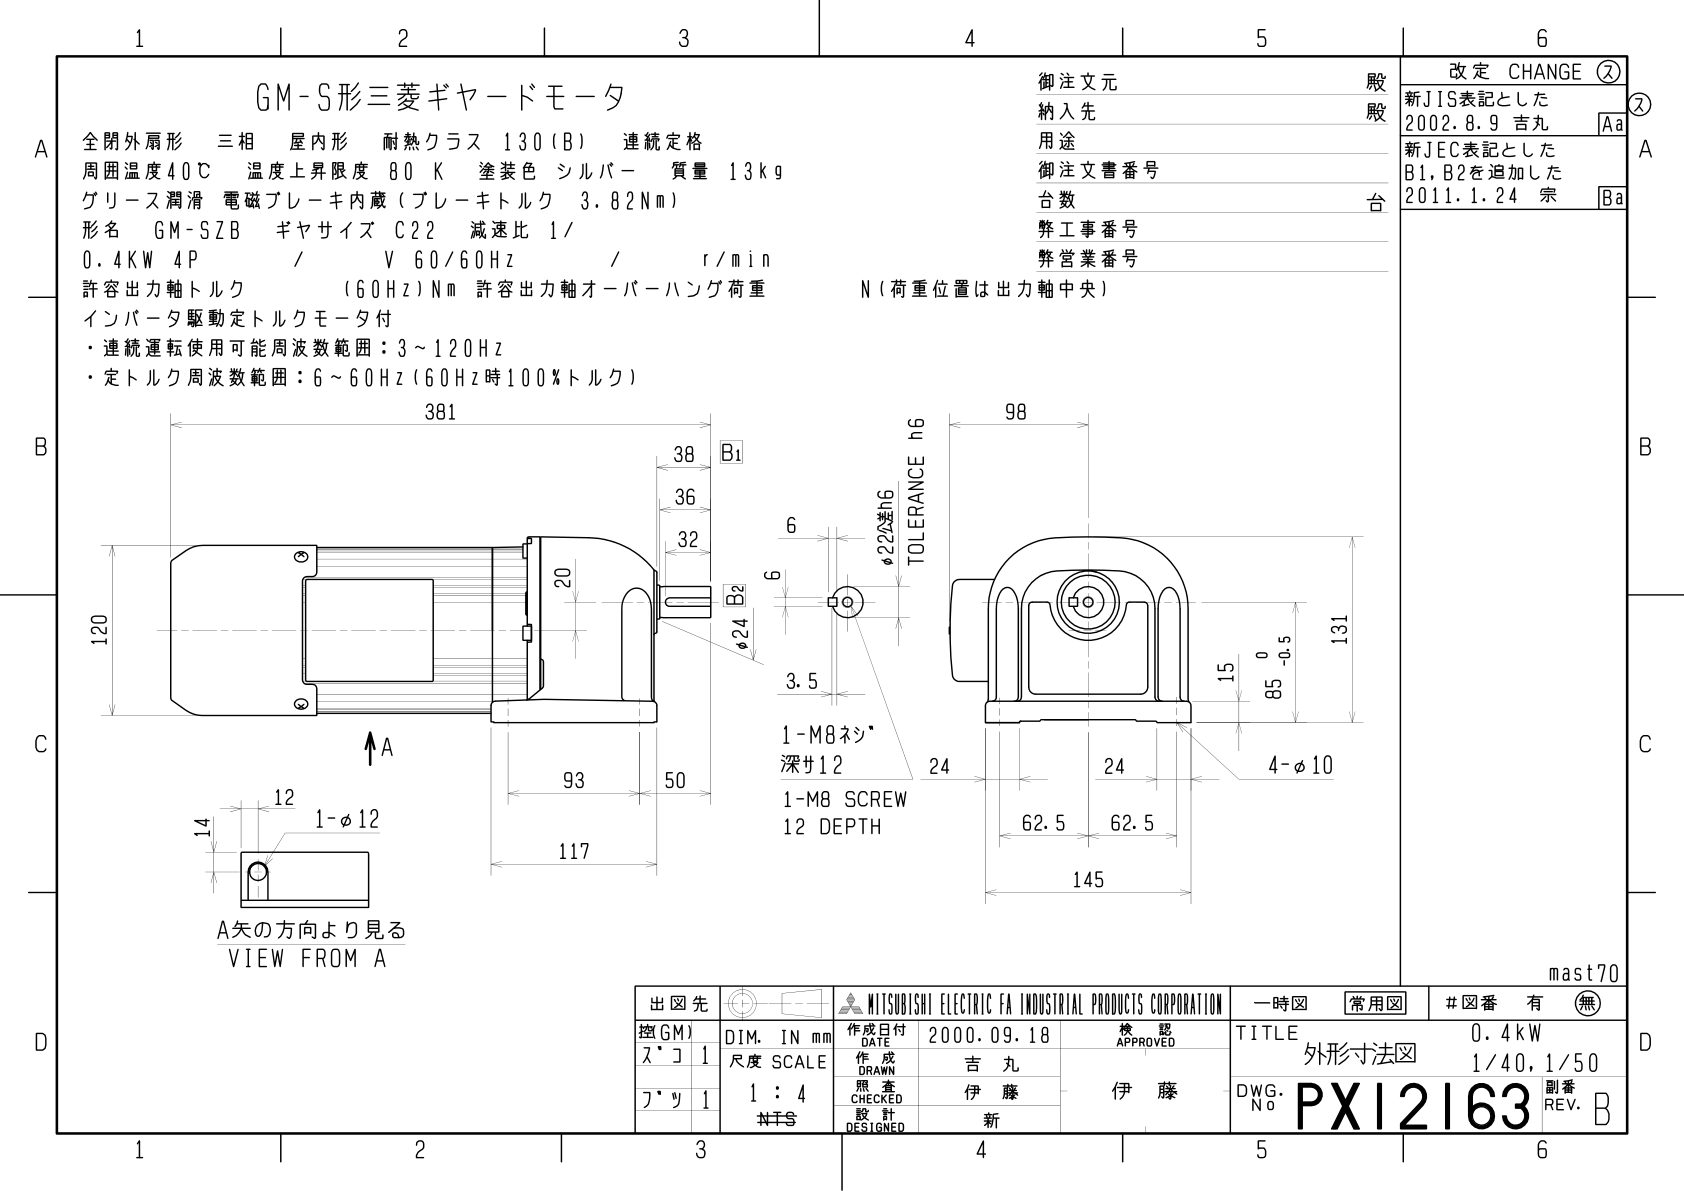 1 2 3 4 5 6
GM-S形三菱ギヤードモータ
全閉外扇形 三相 屋内形 耐熱クラス 130(B) 連続定格
周囲温度40℃ 温度上昇限度 80 K 塗装色 シルバー 質量 13kg
グリース潤滑 電磁ブレーキ内蔵(ブレーキトルク 3.82Nm)
形名 GM-SZB ギヤサイズ C22 減速比 1/
0.4KW 4P / V 60/60Hz / r/min
許容出力軸トルク (60Hz)Nm 許容出力軸オーバーハング荷重 N(荷重位置は出力軸中央)
インバータ駆動定トルクモータ付
・連続運転使用可能周波数範囲：3~120Hz
・定トルク周波数範囲：6~60Hz(60Hz時100%トルク)
御注文元 殿
納入先 殿
用途
御注文書番号
台数 台
弊工事番号
弊営業番号
改定 CHANGE ス
新JIS表記とした
2002.8.9 吉丸 Aa
新JEC表記とした
B1,B2を追加した
2011.1.24 宗 Ba
ス
A A
B B
C C
D D
381
38 B1
36
32
20
120
B2
φ24
93 50
117
A
12
14
1-φ12
A矢の方向より見る
VIEW FROM A
6
6
φ22公差h6
TOLERANCE h6
3.5
1-M8ネジ
深サ12
1-M8 SCREW
12 DEPTH
98
131
15
85 0 -0.5
24 24
4-φ10
62.5 62.5
145
mast70
出図先
MITSUBISHI ELECTRIC FA INDUSTRIAL PRODUCTS CORPORATION
一時図 常用図 #図番 有 無
控(GM)
ズコ 1
ブツ 1
DIM. IN mm
尺度 SCALE
1 : 4
NTS
作成日付 DATE 2000.09.18
作成 DRAWN 吉丸
照査 CHECKED 伊藤
設計 DESIGNED 新
検認 APPROVED
伊藤
TITLE 0.4kW
外形寸法図 1/40,1/50
DWG. No PX12163 副番 REV. B
1 2 3 4 5 6